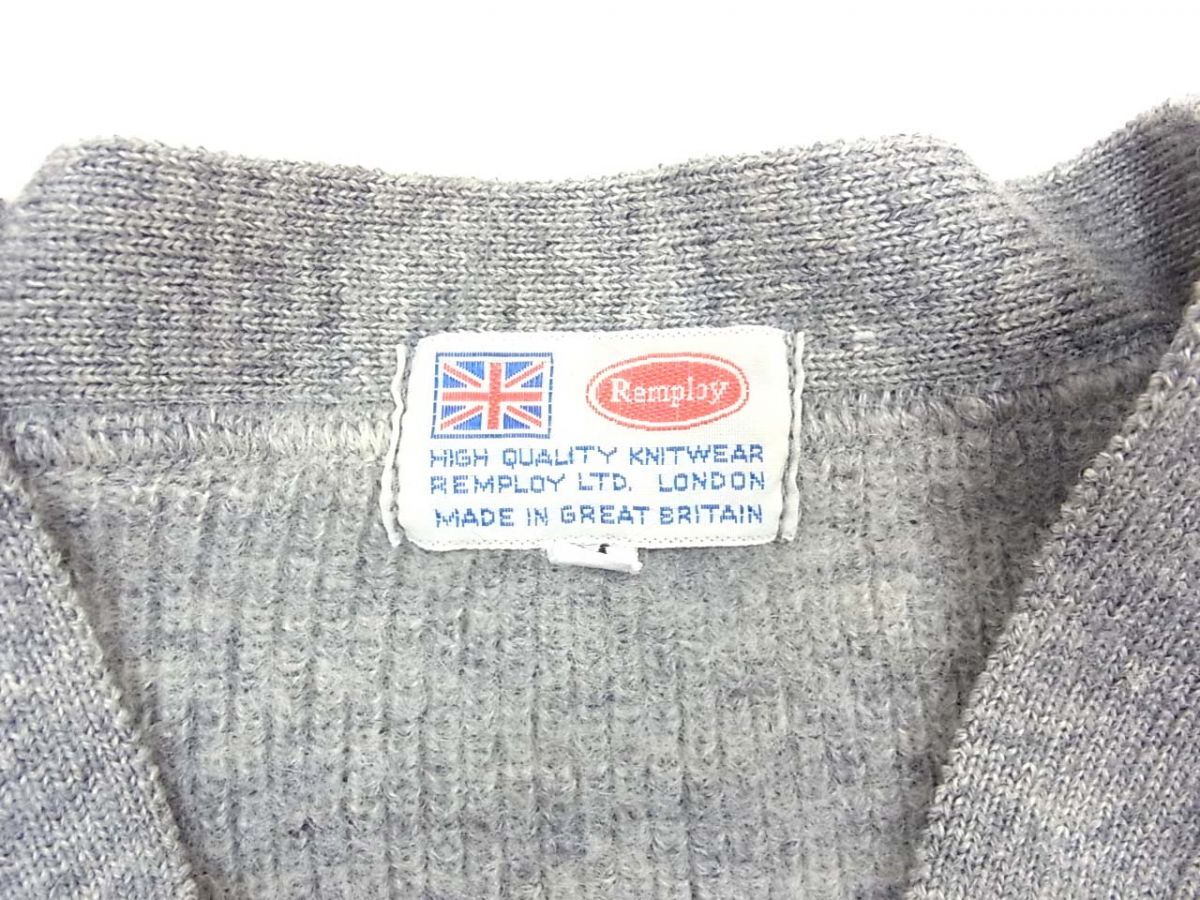 Remploy
HIGH QUALITY KNITWEAR
REMPLOY LTD. LONDON
MADE IN GREAT BRITAIN